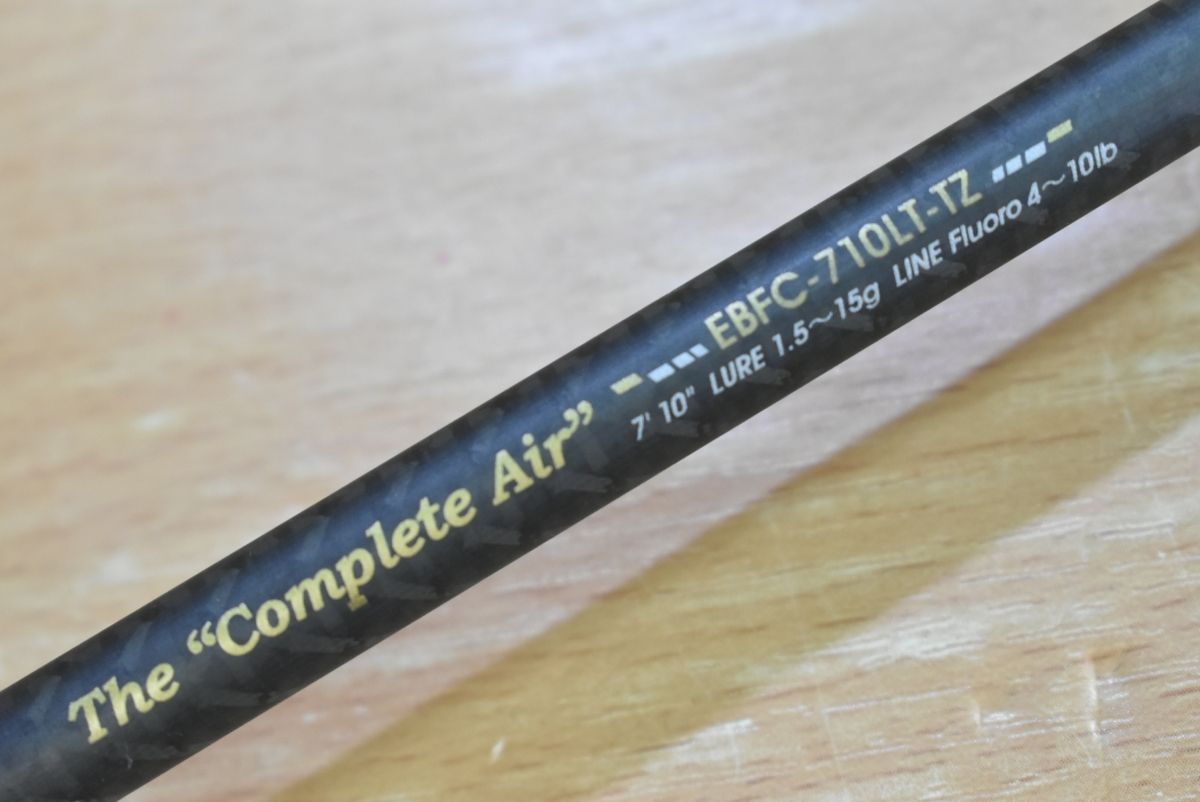 The “Complete Air” EBFC-710LT-TZ
7' 10" LURE 1.5～15g LINE Fluoro 4～10lb